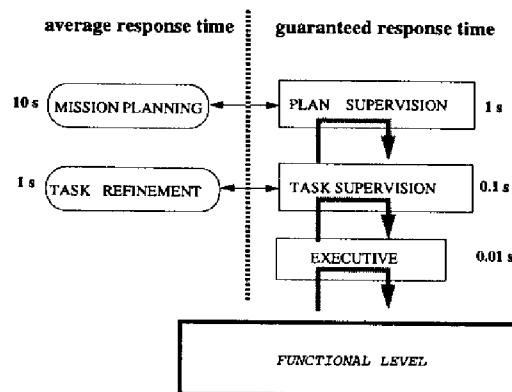 average response time
guaranteed response time
10 s
MISSION PLANNING
PLAN SUPERVISION
1 s
1 s
TASK REFINEMENT
TASK SUPERVISION
0.1 s
EXECUTIVE
0.01 s
FUNCTIONAL LEVEL